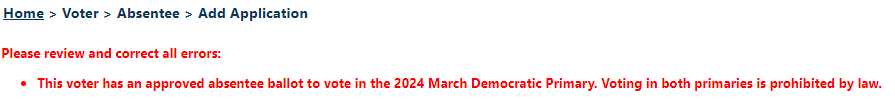 Home > Voter > Absentee > Add Application
Please review and correct all errors:
• This voter has an approved absentee ballot to vote in the 2024 March Democratic Primary. Voting in both primaries is prohibited by law.